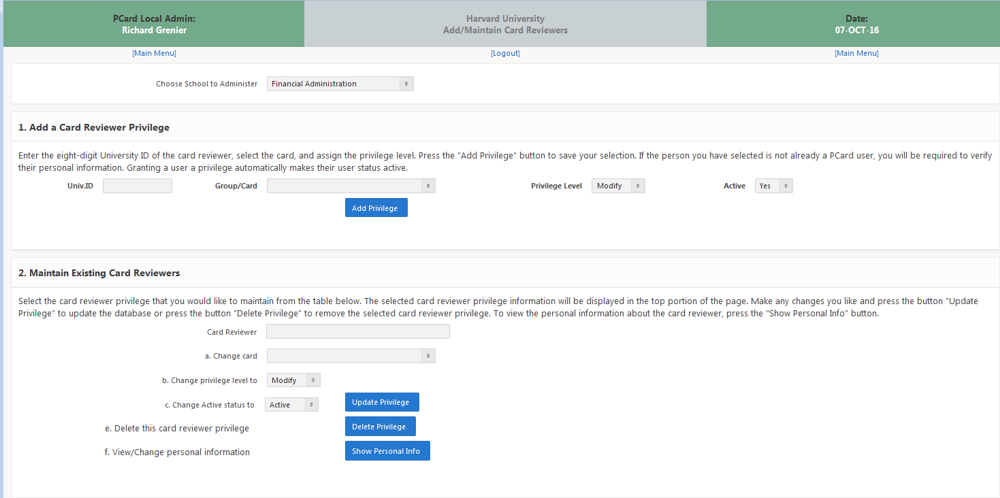 PCard Local Admin:
Richard Grenier
Harvard University
Add/Maintain Card Reviewers
Date:
07-OCT-16
[Main Menu]
[Logout]
[Main Menu]
Choose School to Administer
Financial Administration
1. Add a Card Reviewer Privilege
Enter the eight-digit University ID of the card reviewer, select the card, and assign the privilege level. Press the "Add Privilege" button to save your selection. If the person you have selected is not already a PCard user, you will be required to verify
their personal information. Granting a user a privilege automatically makes their user status active.
Univ.ID
Group/Card
Privilege Level
Modify
Active
Yes
Add Privilege
2. Maintain Existing Card Reviewers
Select the card reviewer privilege that you would like to maintain from the table below. The selected card reviewer privilege information will be displayed in the top portion of the page. Make any changes you like and press the button "Update
Privilege" to update the database or press the button "Delete Privilege" to remove the selected card reviewer privilege. To view the personal information about the card reviewer, press the "Show Personal Info" button.
Card Reviewer
a. Change card
b. Change privilege level to
Modify
c. Change Active status to
Active
Update Privilege
e. Delete this card reviewer privilege
Delete Privilege
f. View/Change personal information
Show Personal Info